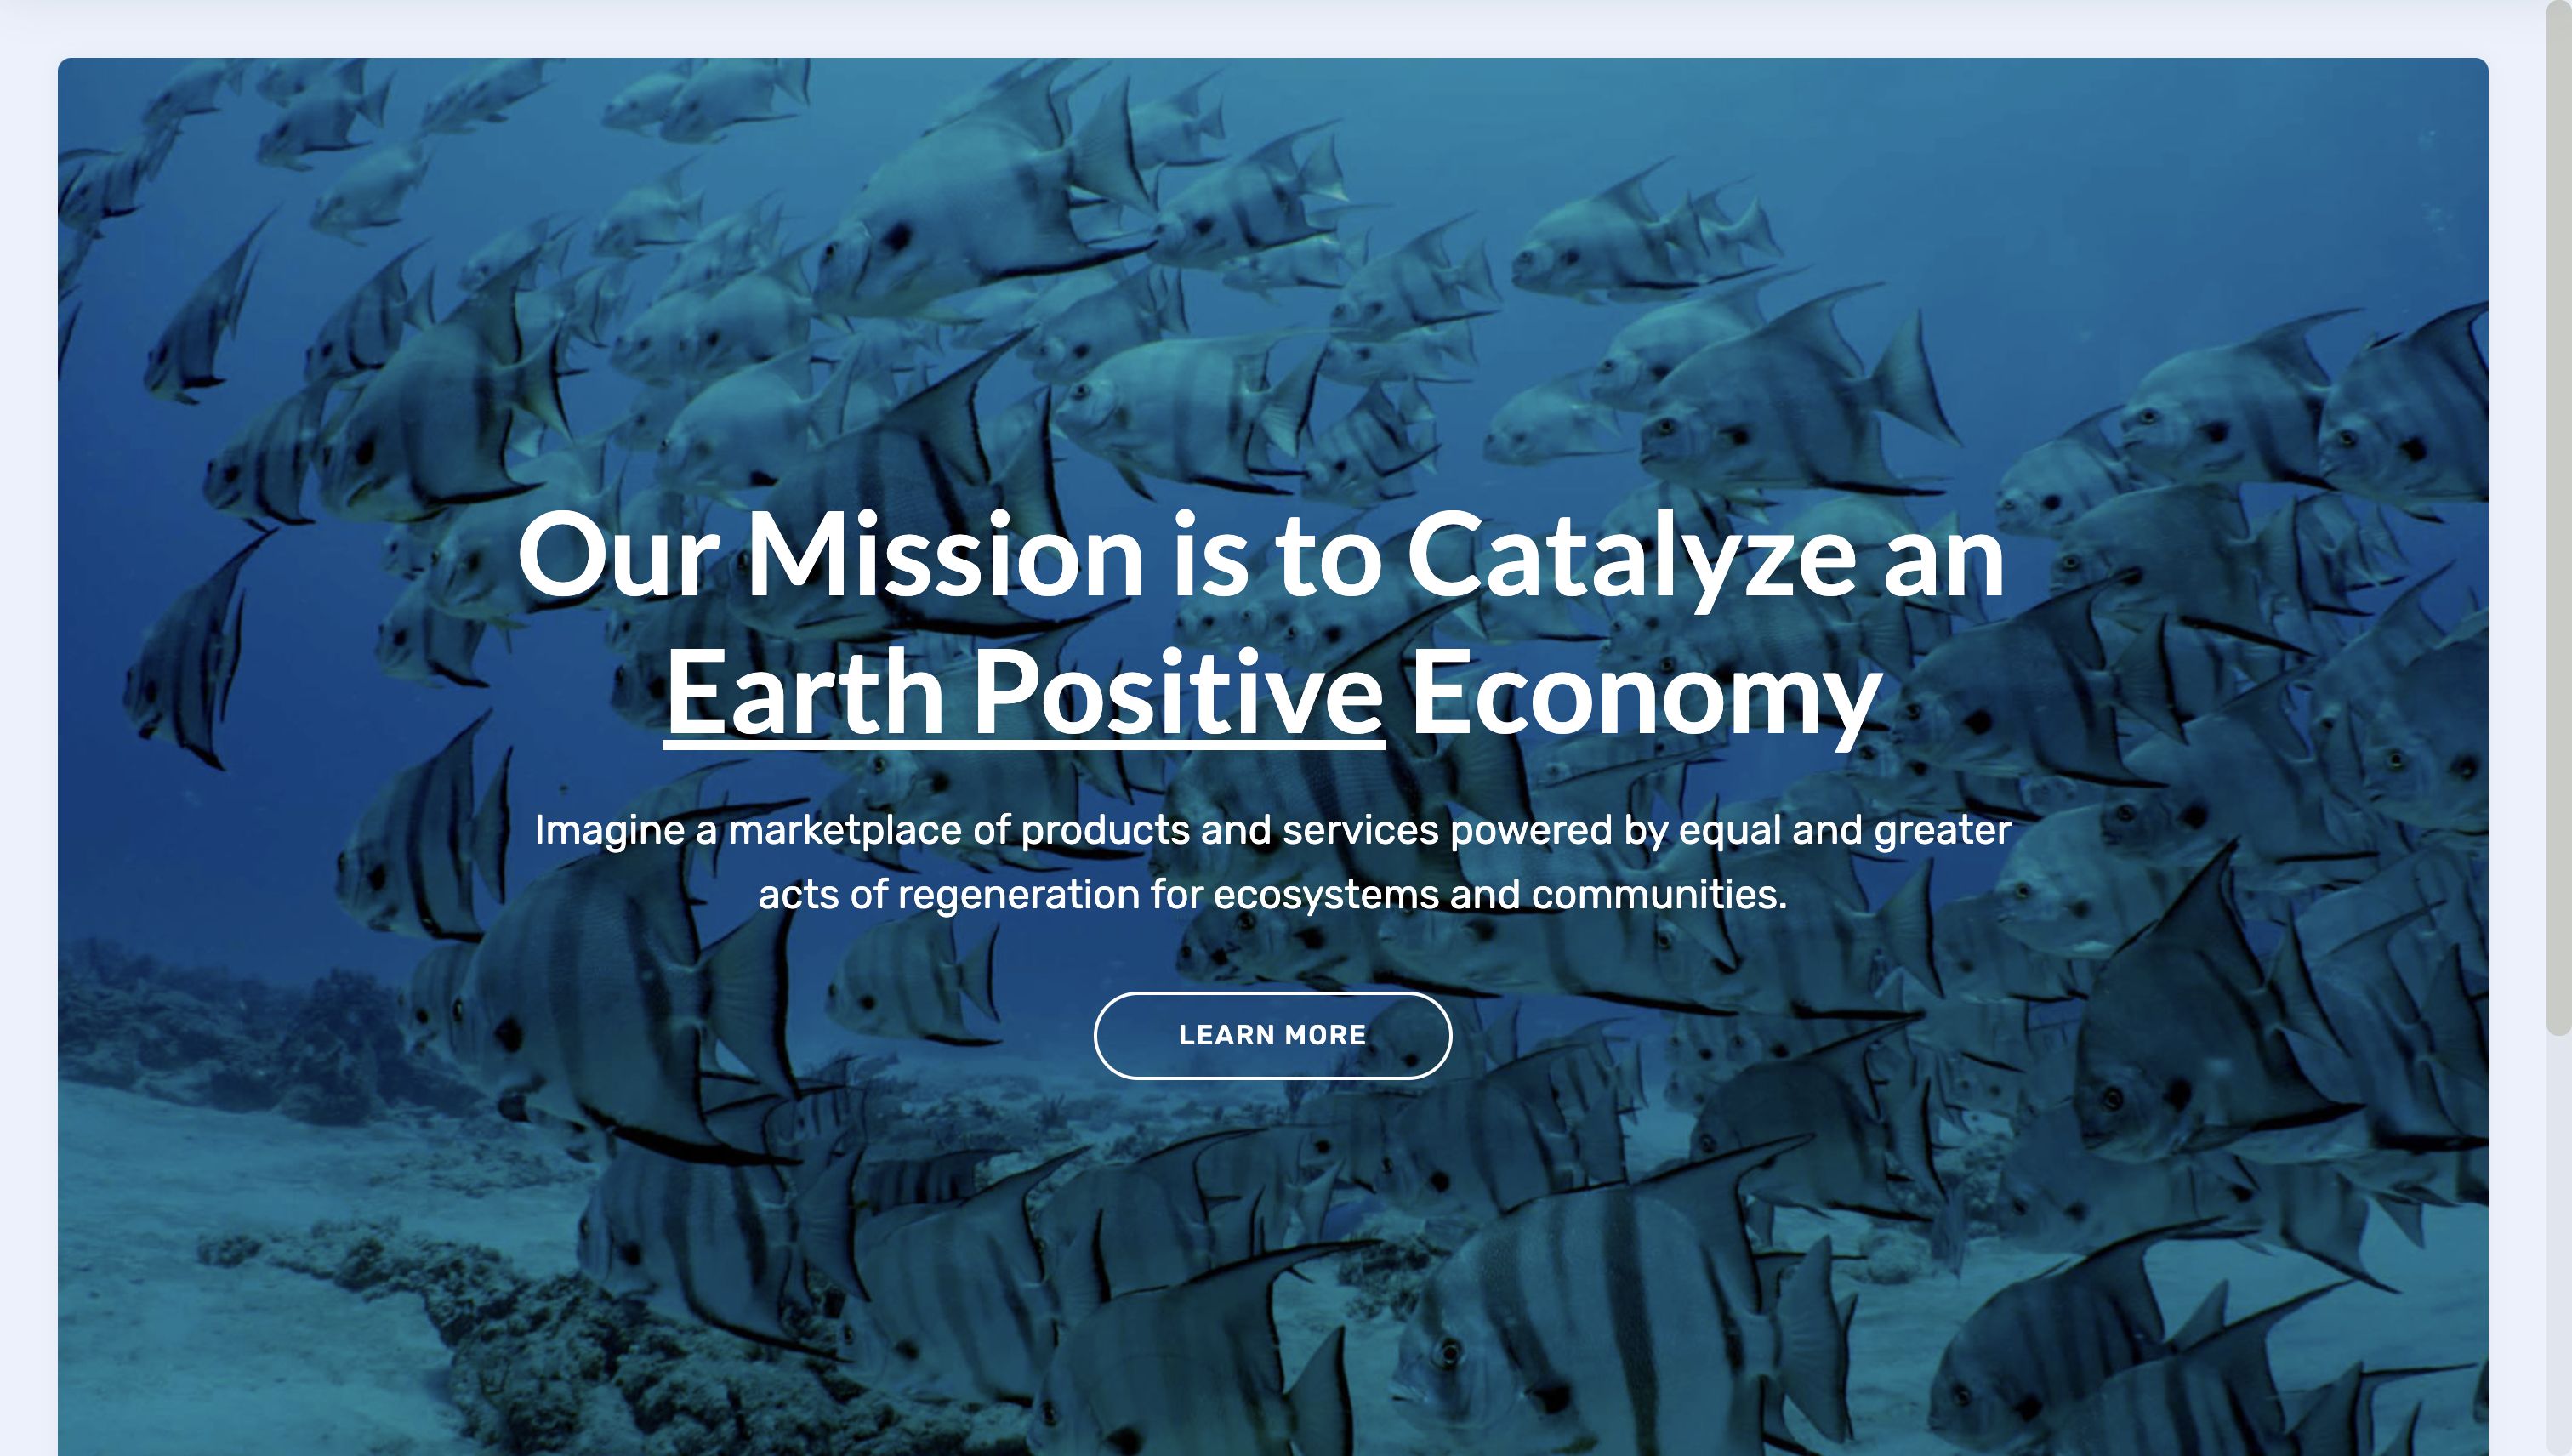 Our Mission is to Catalyze an
Earth Positive Economy
Imagine a marketplace of products and services powered by equal and greater
acts of regeneration for ecosystems and communities.
LEARN MORE